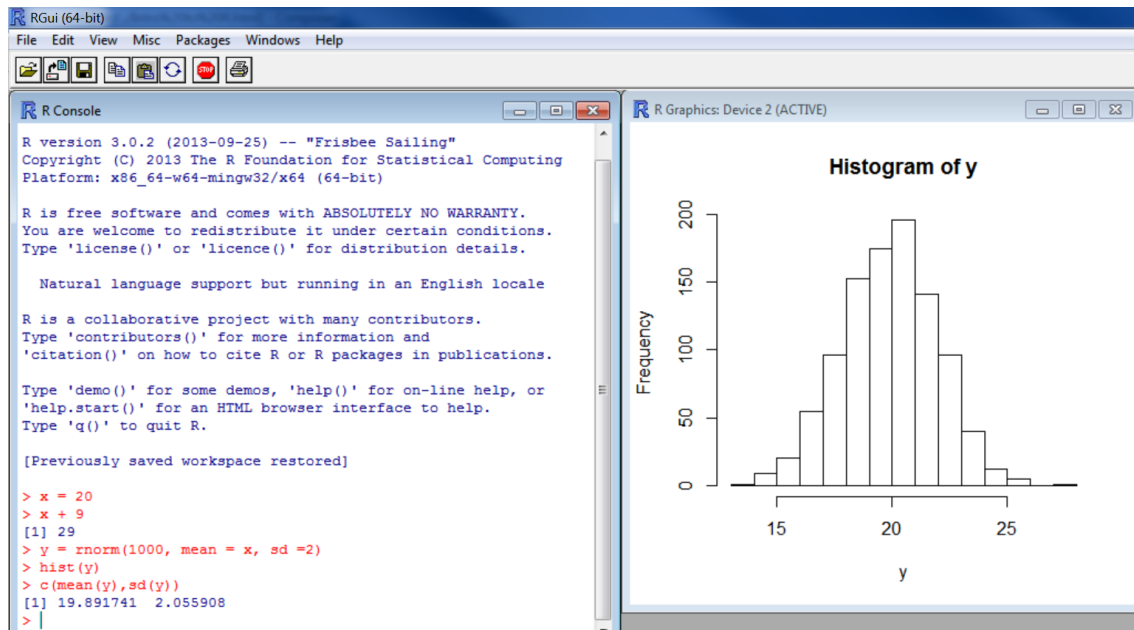 RGui (64-bit)
File Edit View Misc Packages Windows Help
STOP
R Console
R version 3.0.2 (2013-09-25) -- "Frisbee Sailing"
Copyright (C) 2013 The R Foundation for Statistical Computing
Platform: x86_64-w64-mingw32/x64 (64-bit)
R is free software and comes with ABSOLUTELY NO WARRANTY.
You are welcome to redistribute it under certain conditions.
Type 'license()' or 'licence()' for distribution details.
Natural language support but running in an English locale
R is a collaborative project with many contributors.
Type 'contributors()' for more information and
'citation()' on how to cite R or R packages in publications.
Type 'demo()' for some demos, 'help()' for on-line help, or
'help.start()' for an HTML browser interface to help.
Type 'q()' to quit R.
[Previously saved workspace restored]
> x = 20
> x + 9
[1] 29
> y = rnorm(1000, mean = x, sd =2)
> hist(y)
> c(mean(y),sd(y))
[1] 19.891741  2.055908
>
R Graphics: Device 2 (ACTIVE)
Histogram of y
Frequency
200
150
100
50
0
15 20 25
y